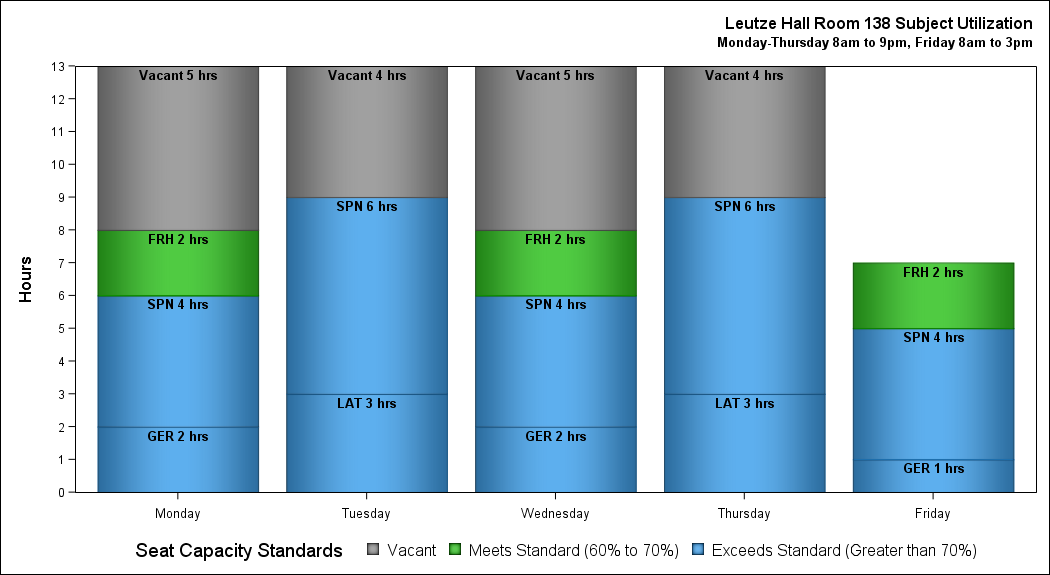 Leutze Hall Room 138 Subject Utilization
Monday-Thursday 8am to 9pm, Friday 8am to 3pm
Hours
13
12
11
10
9
8
7
6
5
4
3
2
1
0
Vacant 5 hrs
FRH 2 hrs
SPN 4 hrs
GER 2 hrs
Vacant 4 hrs
SPN 6 hrs
LAT 3 hrs
Vacant 5 hrs
FRH 2 hrs
SPN 4 hrs
GER 2 hrs
Vacant 4 hrs
SPN 6 hrs
LAT 3 hrs
FRH 2 hrs
SPN 4 hrs
GER 1 hrs
Monday Tuesday Wednesday Thursday Friday
Seat Capacity Standards Vacant Meets Standard (60% to 70%) Exceeds Standard (Greater than 70%)